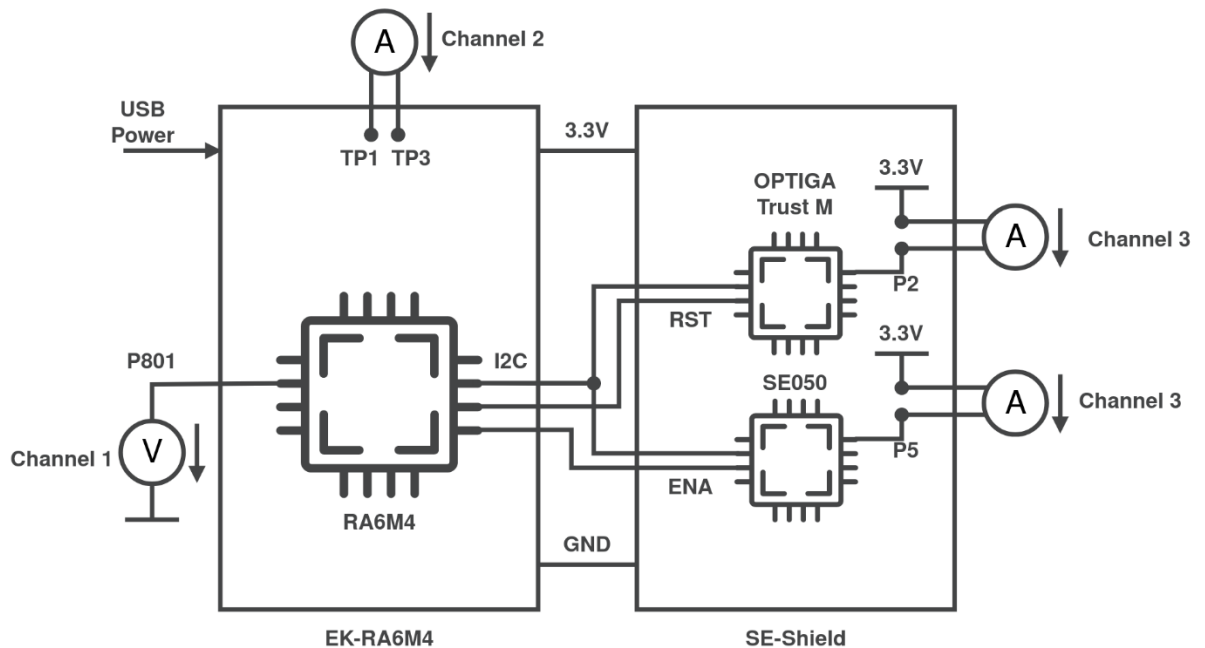 A
Channel 2
USB
Power
TP1
TP3
3.3V
OPTIGA
Trust M
3.3V
A
Channel 3
P2
RST
3.3V
P801
I2C
SE050
A
Channel 3
Channel 1
V
P5
ENA
RA6M4
GND
EK-RA6M4
SE-Shield